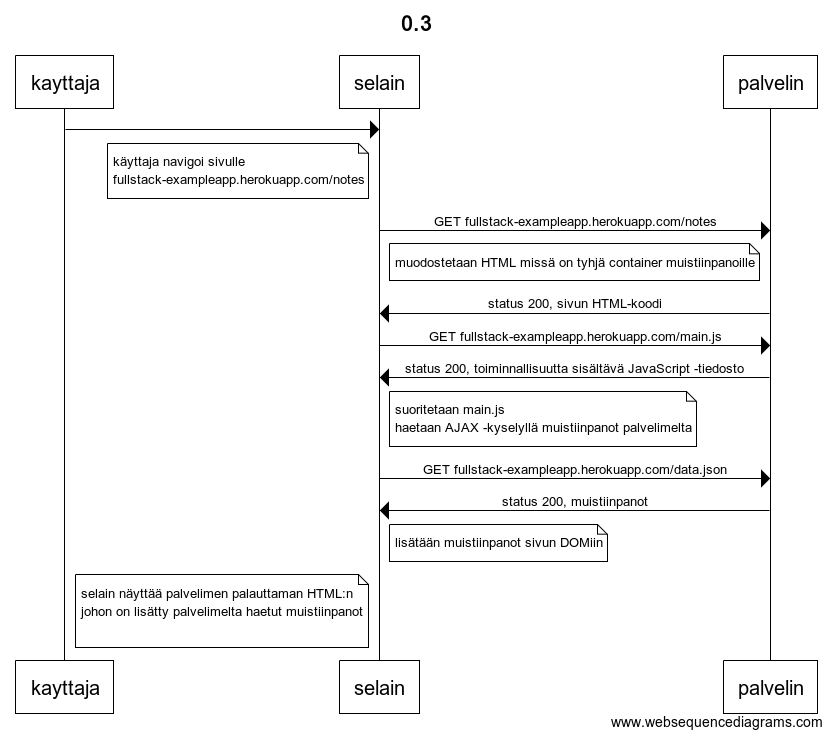 0.3
kayttaja
selain
palvelin
käyttaja navigoi sivulle
fullstack-exampleapp.herokuapp.com/notes
GET fullstack-exampleapp.herokuapp.com/notes
muodostetaan HTML missä on tyhjä container muistiinpanoille
status 200, sivun HTML-koodi
GET fullstack-exampleapp.herokuapp.com/main.js
status 200, toiminnallisuutta sisältävä JavaScript -tiedosto
suoritetaan main.js
haetaan AJAX -kyselyllä muistiinpanot palvelimelta
GET fullstack-exampleapp.herokuapp.com/data.json
status 200, muistiinpanot
lisätään muistiinpanot sivun DOMiin
selain näyttää palvelimen palauttaman HTML:n
johon on lisätty palvelimelta haetut muistiinpanot
kayttaja
selain
palvelin
www.websequencediagrams.com